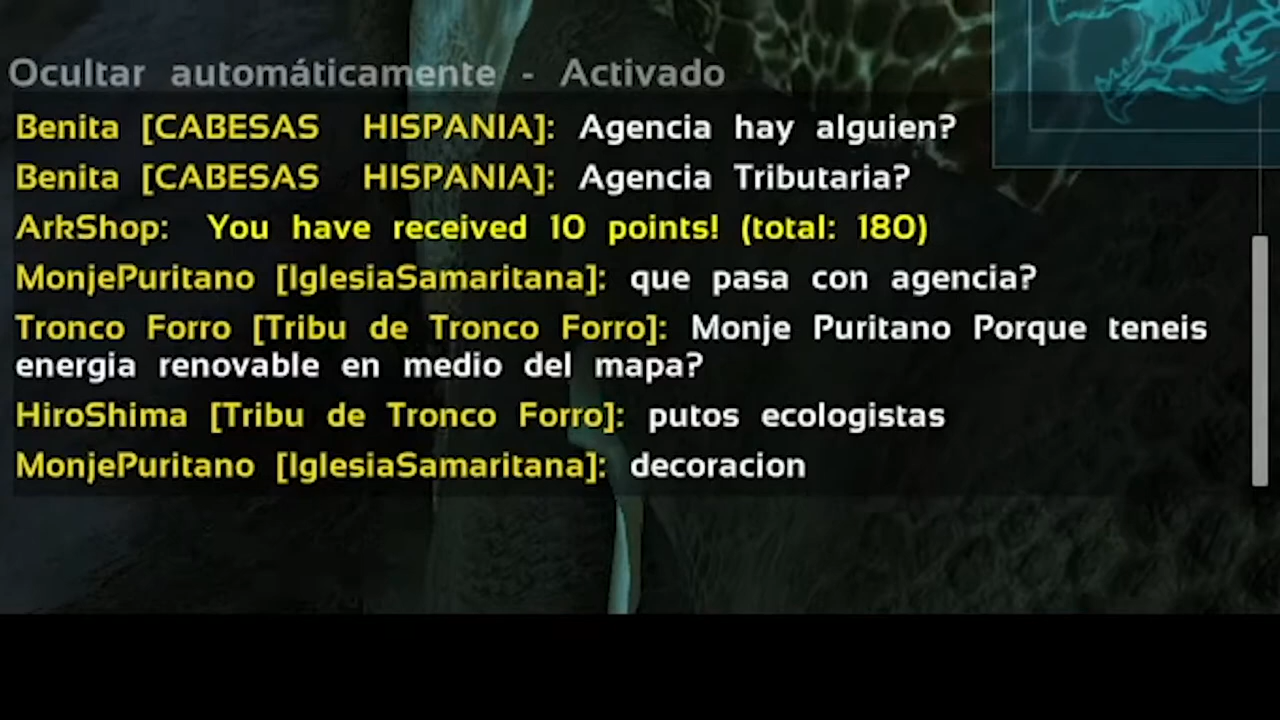 Ocultar automáticamente - Activado
Benita [CABESAS HISPANIA]: Agencia hay alguien?
Benita [CABESAS HISPANIA]: Agencia Tributaria?
ArkShop: You have received 10 points! (total: 180)
MonjePuritano [IglesiaSamaritana]: que pasa con agencia?
Tronco Forro [Tribu de Tronco Forro]: Monje Puritano Porque teneis
energia renovable en medio del mapa?
HiroShima [Tribu de Tronco Forro]: putos ecologistas
MonjePuritano [IglesiaSamaritana]: decoracion